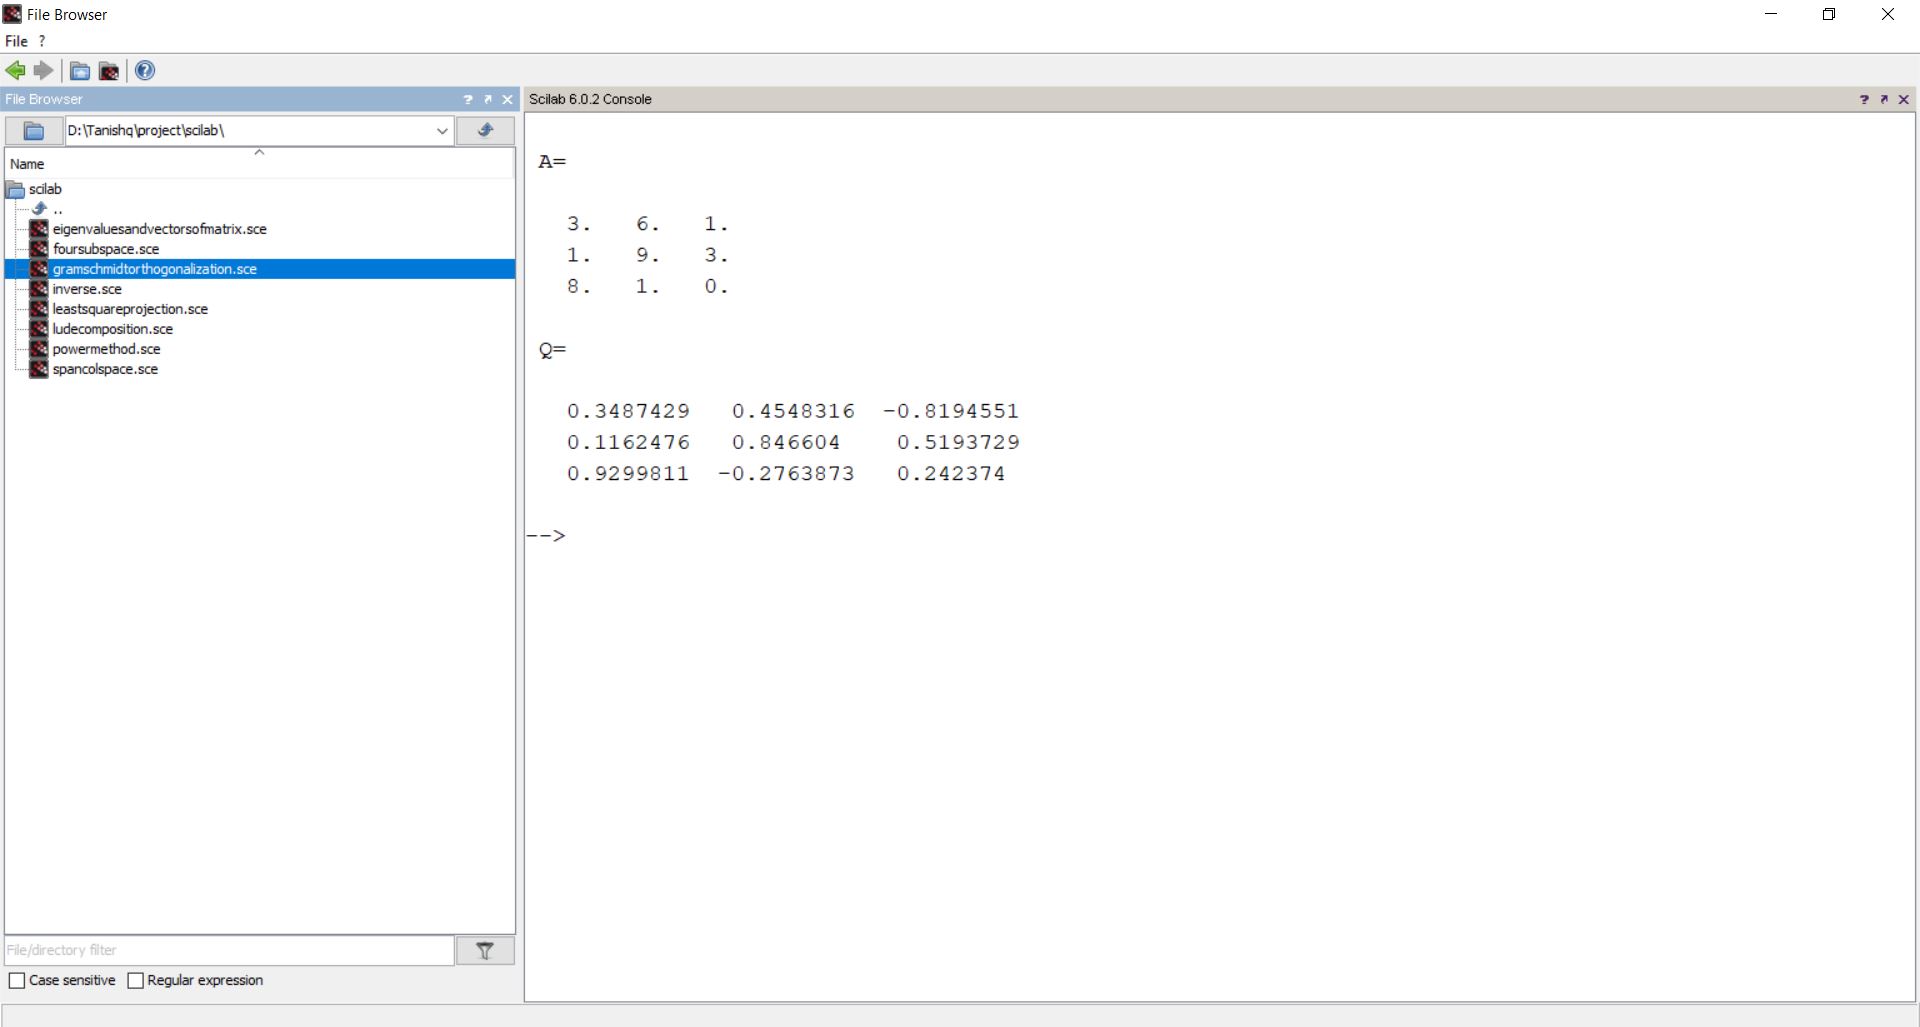 File Browser
File ?
File Browser
D:\Tanishq\project\scilab\
Name
scilab
..
eigenvaluesandvectorsofmatrix.sce
foursubspace.sce
gramschmidtorthogonalization.sce
inverse.sce
leastsquareprojection.sce
ludecomposition.sce
powermethod.sce
spancolspace.sce
File/directory filter
Case sensitive Regular expression
Scilab 6.0.2 Console
A=
3. 6. 1.
1. 9. 3.
8. 1. 0.
Q=
0.3487429 0.4548316 -0.8194551
0.1162476 0.846604 0.5193729
0.9299811 -0.2763873 0.242374
-->